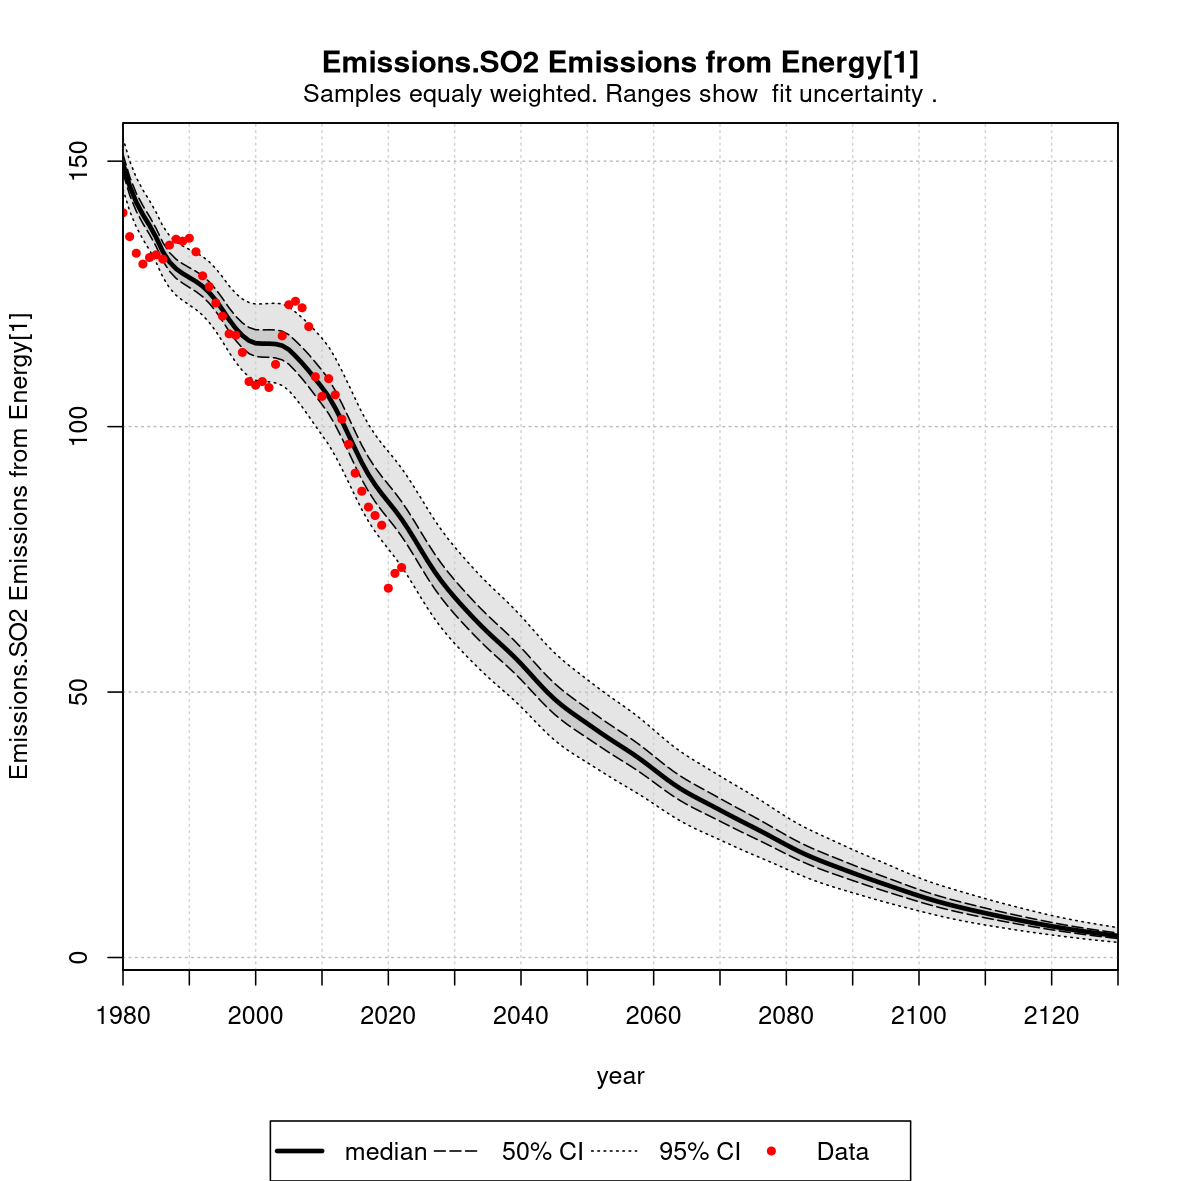 Emissions.SO2 Emissions from Energy[1]
Samples equaly weighted. Ranges show  fit uncertainty .
Emissions.SO2 Emissions from Energy[1]
150
100
50
0
1980 2000 2020 2040 2060 2080 2100 2120
year
median 50% CI 95% CI Data